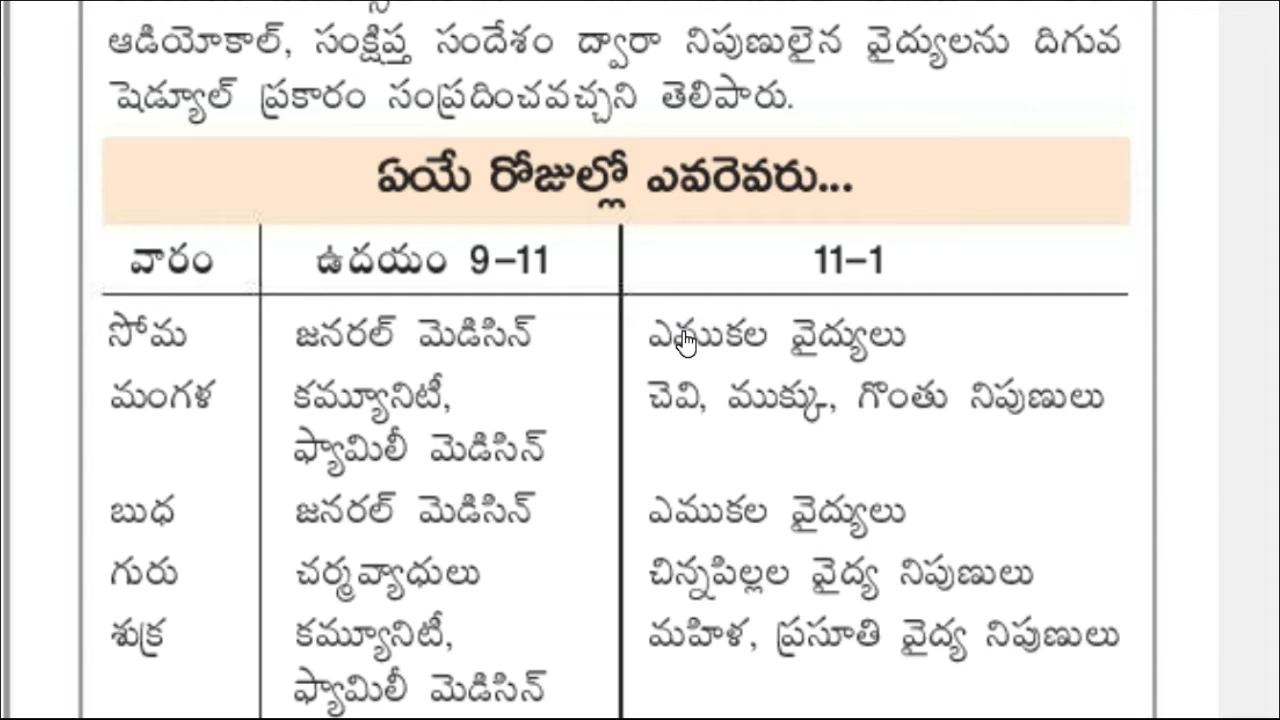 ఆడియోకాల్, సంక్షిప్త సందేశం ద్వారా నిపుణులైన వైద్యులను దిగువ
షెడ్యూల్ ప్రకారం సంప్రదించవచ్చని తెలిపారు.
ఏయే రోజుల్లో ఎవరెవరు...
వారం ఉదయం 9-11 11-1
సోమ జనరల్ మెడిసిన్ ఎముకల వైద్యులు
మంగళ కమ్యూనిటీ, చెవి, ముక్కు, గొంతు నిపుణులు
ఫ్యామిలీ మెడిసిన్
బుధ జనరల్ మెడిసిన్ ఎముకల వైద్యులు
గురు చర్మవ్యాధులు చిన్నపిల్లల వైద్య నిపుణులు
శుక్ర కమ్యూనిటీ, మహిళ, ప్రసూతి వైద్య నిపుణులు
ఫ్యామిలీ మెడిసిన్